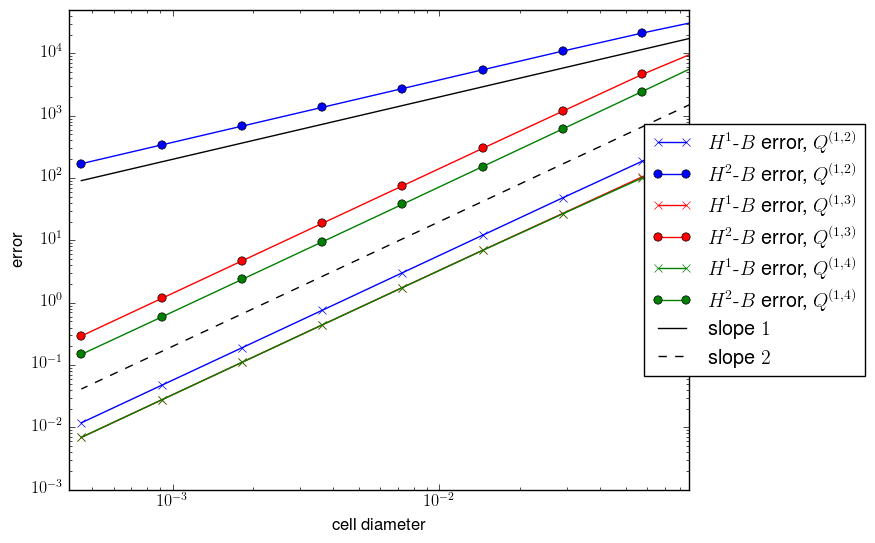 error
10^4
10^3
10^2
10^1
10^0
10^{-1}
10^{-2}
10^{-3}
10^{-3}
10^{-2}
cell diameter
H^1-B error, Q^{(1,2)}
H^2-B error, Q^{(1,2)}
H^1-B error, Q^{(1,3)}
H^2-B error, Q^{(1,3)}
H^1-B error, Q^{(1,4)}
H^2-B error, Q^{(1,4)}
slope 1
slope 2